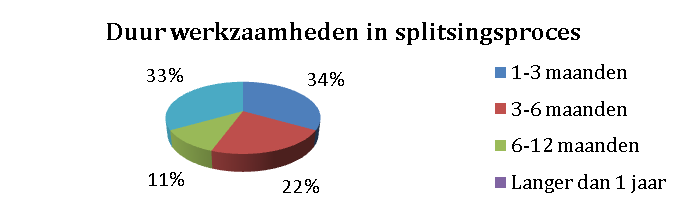 Duur werkzaamheden in splitsingsproces
33%
34%
11%
22%
1-3 maanden
3-6 maanden
6-12 maanden
Langer dan 1 jaar